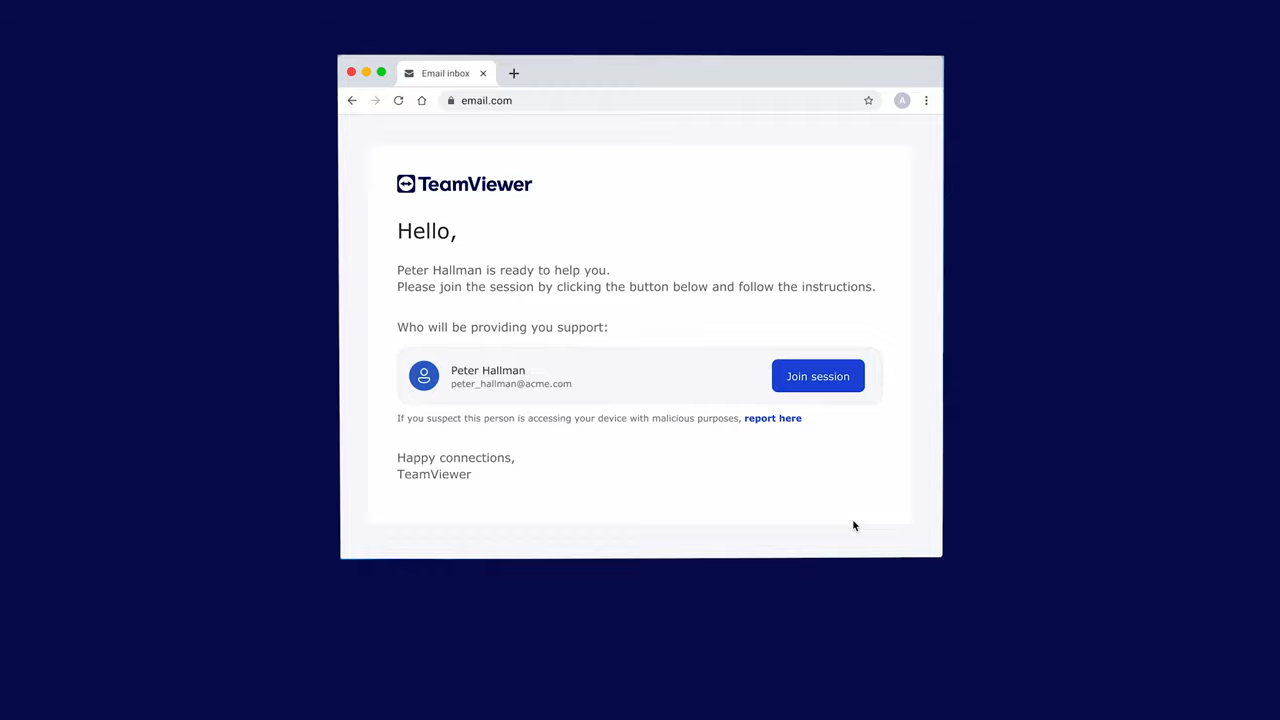 Email inbox
email.com
A
TeamViewer
Hello,
Peter Hallman is ready to help you.
Please join the session by clicking the button below and follow the instructions.
Who will be providing you support:
Peter Hallman
peter_hallman@acme.com
Join session
If you suspect this person is accessing your device with malicious purposes, report here
Happy connections,
TeamViewer